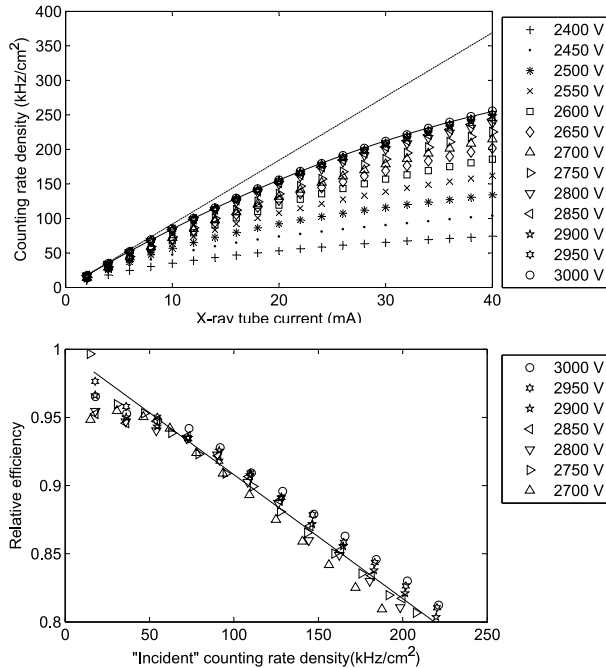 Counting rate density (kHz/cm²)
400
350
300
250
200
150
100
50
0
0
10
20
30
40
X-ray tube current (mA)
2400 V
2450 V
2500 V
2550 V
2600 V
2650 V
2700 V
2750 V
2800 V
2850 V
2900 V
2950 V
3000 V
Relative efficiency
1
0.95
0.9
0.85
0.8
0
50
100
150
200
250
"Incident" counting rate density(kHz/cm²)
3000 V
2950 V
2900 V
2850 V
2800 V
2750 V
2700 V